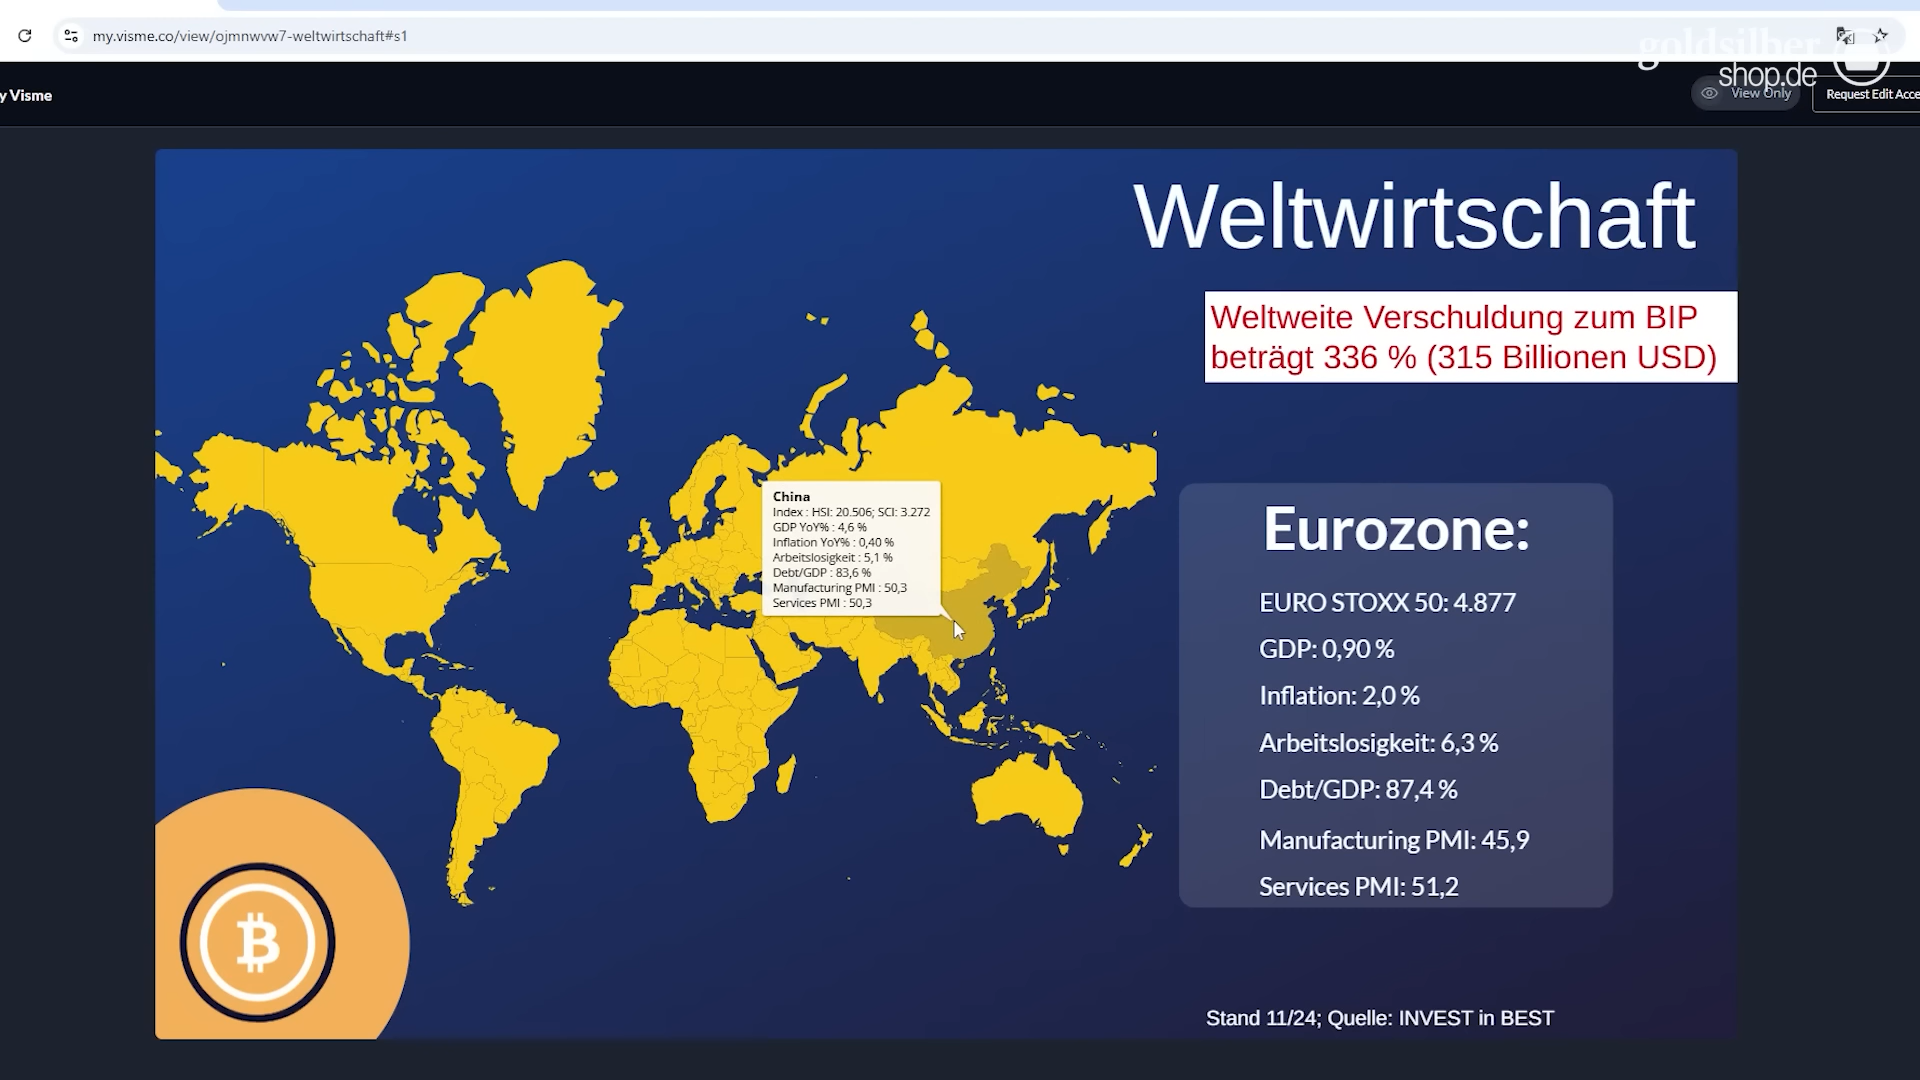 my.visme.co/view/ojmnwvw7-weltwirtschaft#s1
goldsilber
shop.de
y Visme
View Only
Request Edit Acce
Weltwirtschaft
Weltweite Verschuldung zum BIP
beträgt 336 % (315 Billionen USD)
China
Index : HSI: 20.506; SCI: 3.272
GDP YoY% : 4,6 %
Inflation YoY% : 0,40 %
Arbeitslosigkeit : 5,1 %
Debt/GDP : 83,6 %
Manufacturing PMI : 50,3
Services PMI : 50,3
Eurozone:
EURO STOXX 50: 4.877
GDP: 0,90 %
Inflation: 2,0 %
Arbeitslosigkeit: 6,3 %
Debt/GDP: 87,4 %
Manufacturing PMI: 45,9
Services PMI: 51,2
Stand 11/24; Quelle: INVEST in BEST